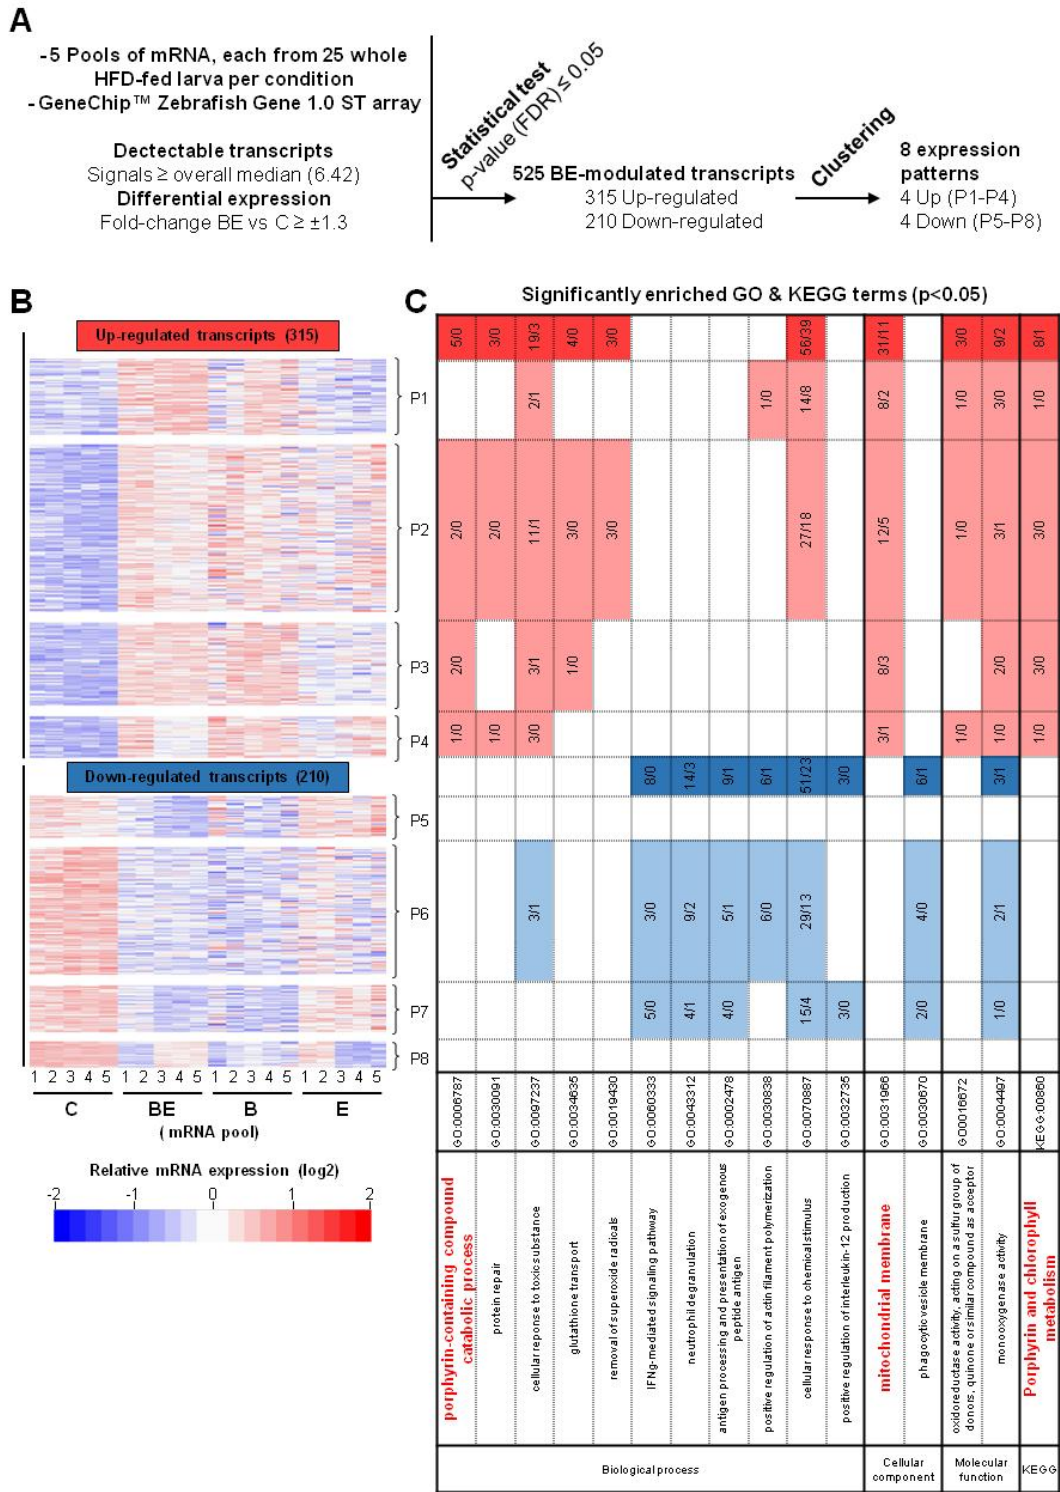 A
-5 Pools of mRNA, each from 25 whole
HFD-fed larva per condition
-GeneChip™ Zebrafish Gene 1.0 ST array
Dectectable transcripts
Signals ≥ overall median (6.42)
Differential expression
Fold-change BE vs C ≥ ±1.3
Statistical test
p-value (FDR) ≤ 0.05
525 BE-modulated transcripts
315 Up-regulated
210 Down-regulated
Clustering
8 expression
patterns
4 Up (P1-P4)
4 Down (P5-P8)
B
Up-regulated transcripts (315)
P1
P2
P3
P4
Down-regulated transcripts (210)
P5
P6
P7
P8
1 2 3 4 5 1 2 3 4 5 1 2 3 4 5 1 2 3 4 5
C BE B E
( mRNA pool)
Relative mRNA expression (log2)
-2 -1 0 1 2
C
Significantly enriched GO & KEGG terms (p<0.05)
5/0 3/0 19/3 4/0 3/0 56/39 31/11 3/0 9/2 8/1
2/1 1/0 14/8 8/2 1/0 3/0 1/0
2/0 2/0 11/1 3/0 3/0 27/18 12/5 1/0 3/1 3/0
2/0 3/1 1/0 8/3 2/0 3/0
1/0 1/0 3/0 3/1 1/0 1/0 1/0
8/0 14/3 9/1 6/1 51/23 3/0 6/1 3/1
3/1 3/0 9/2 5/1 6/0 29/13 4/0 2/1
5/0 4/1 4/0 15/4 3/0 2/0 1/0
GO:0006787
GO:0030091
GO:0097237
GO:0034635
GO:0019430
GO:0060333
GO:0043312
GO:0002478
GO:0030838
GO:0070887
GO:0032735
GO:0031966
GO:0030670
GO0016672
GO:0004497
KEGG:00860
porphyrin-containing compound
catabolic process
protein repair
cellular reponse to toxic substance
glutathione transport
removal of superoxide radicals
IFNg-mediated signaling pathway
neutrophil degranulation
antigen processing and presentation of exogenous
peptide antigen
positive regulation of actin filament polymerization
cellular response to chemical stimulus
positive regulation of interleukin-12 production
mitochondrial membrane
phagocytic vesicle membrane
oxidoreductase activity, acting on a sulfur group of
donors, quinone or similar compound as acceptor
monooxygenase activity
Porphyrin and chlorophyll
metabolism
Biological process
Cellular
component
Molecular
function
KEGG